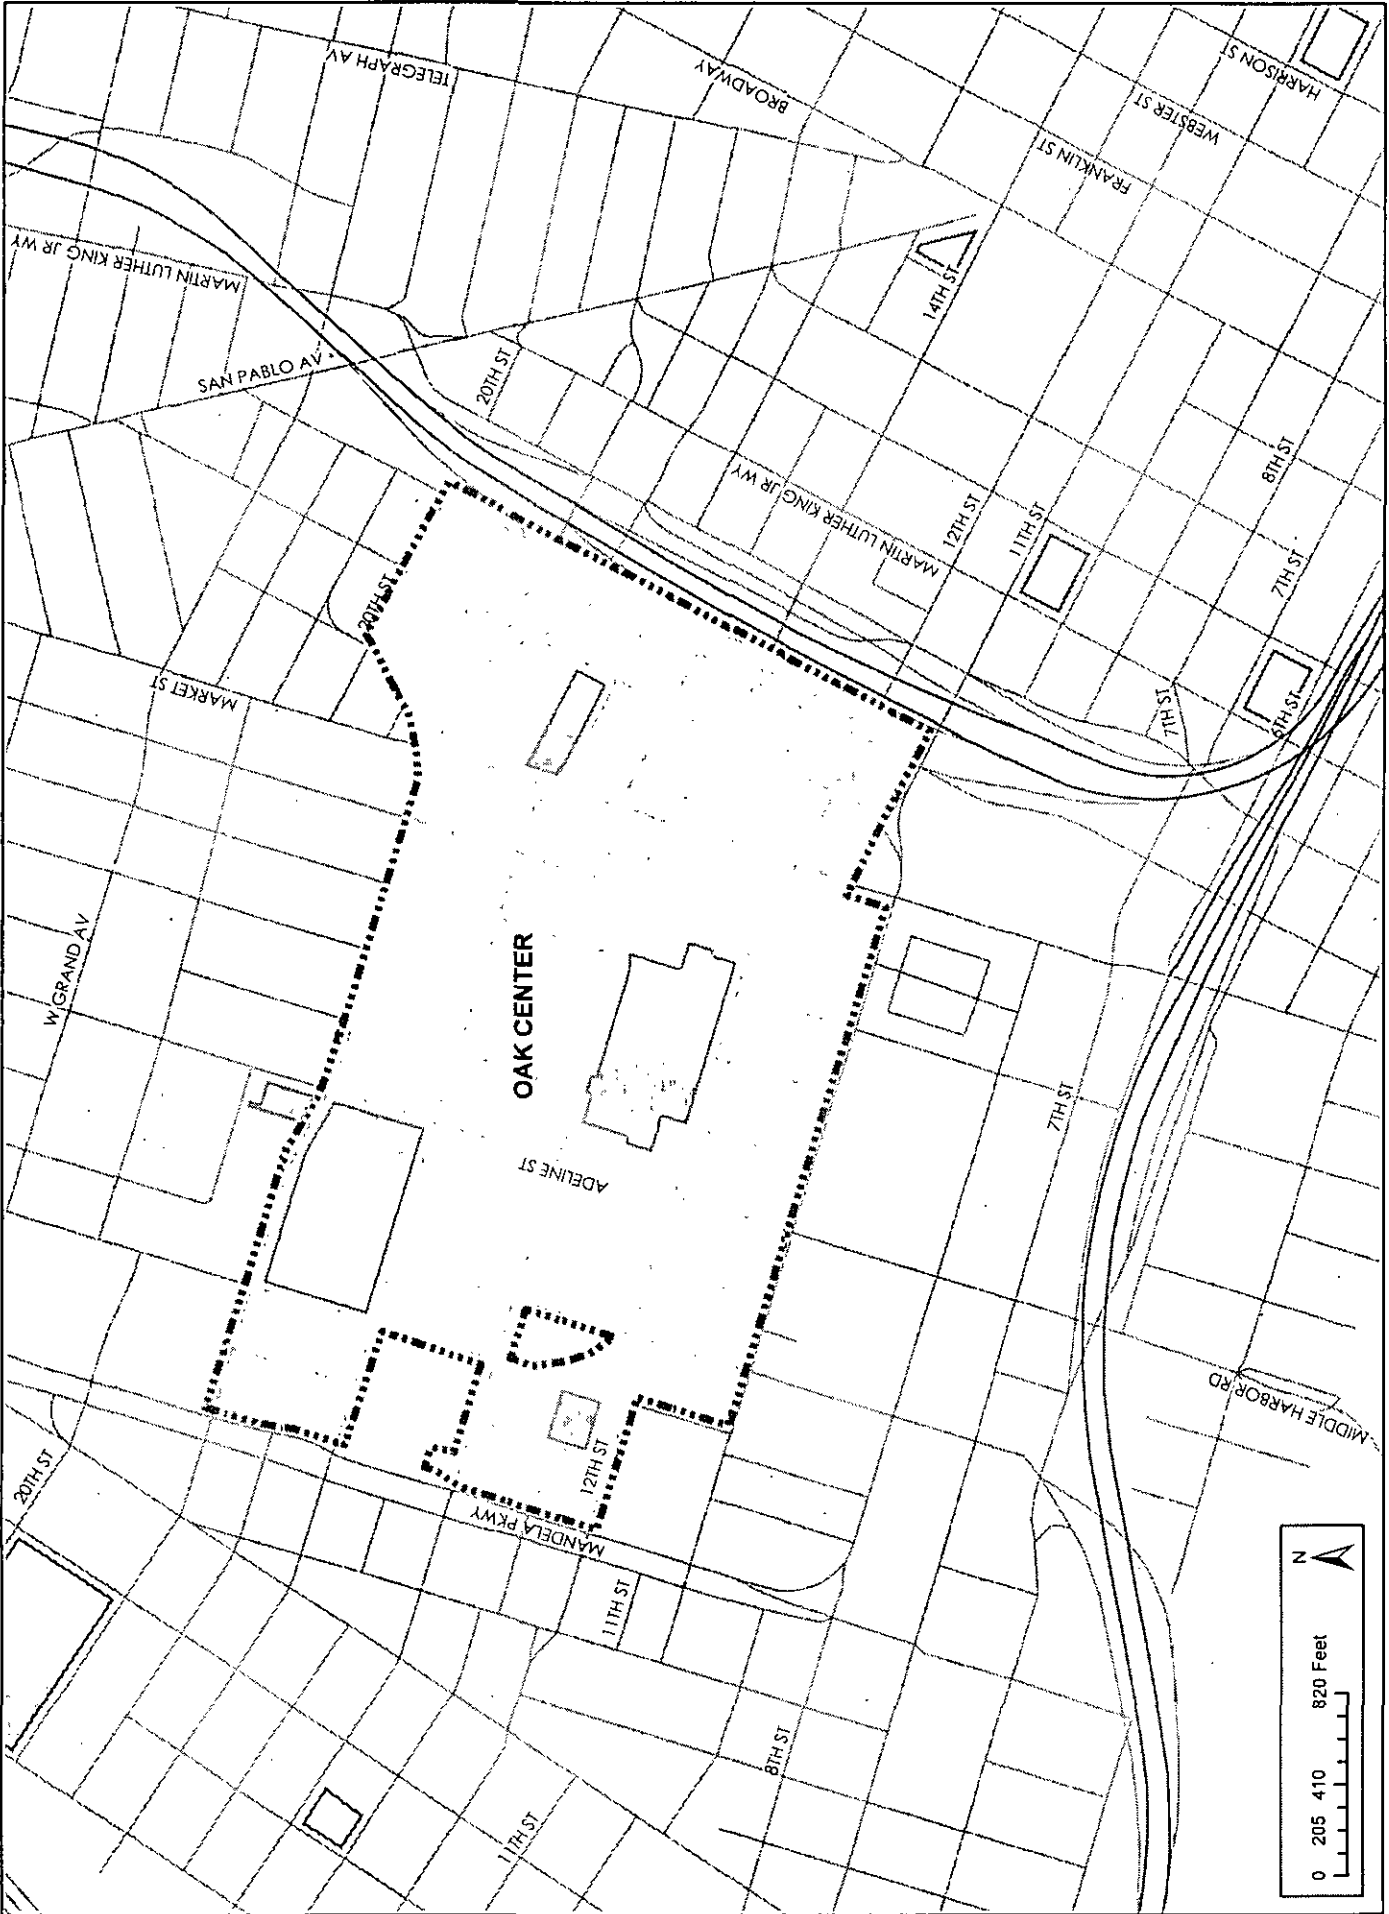 TELEGRAPH AV
BROADWAY
HARRISON ST
WEBSTER ST
FRANKLIN ST
MARTIN LUTHER KING JR WY
SAN PABLO AV
20TH ST
14TH ST
MARTIN LUTHER KING JR WY
12TH ST
11TH ST
8TH ST
7TH ST
20TH ST
MARKET ST
7TH ST
6TH ST
W GRAND AV
OAK CENTER
ADELINE ST
7TH ST
MIDDLE HARBOR RD
20TH ST
12TH ST
MANDELA PKWY
11TH ST
8TH ST
11TH ST
N
0 205 410 820 Feet